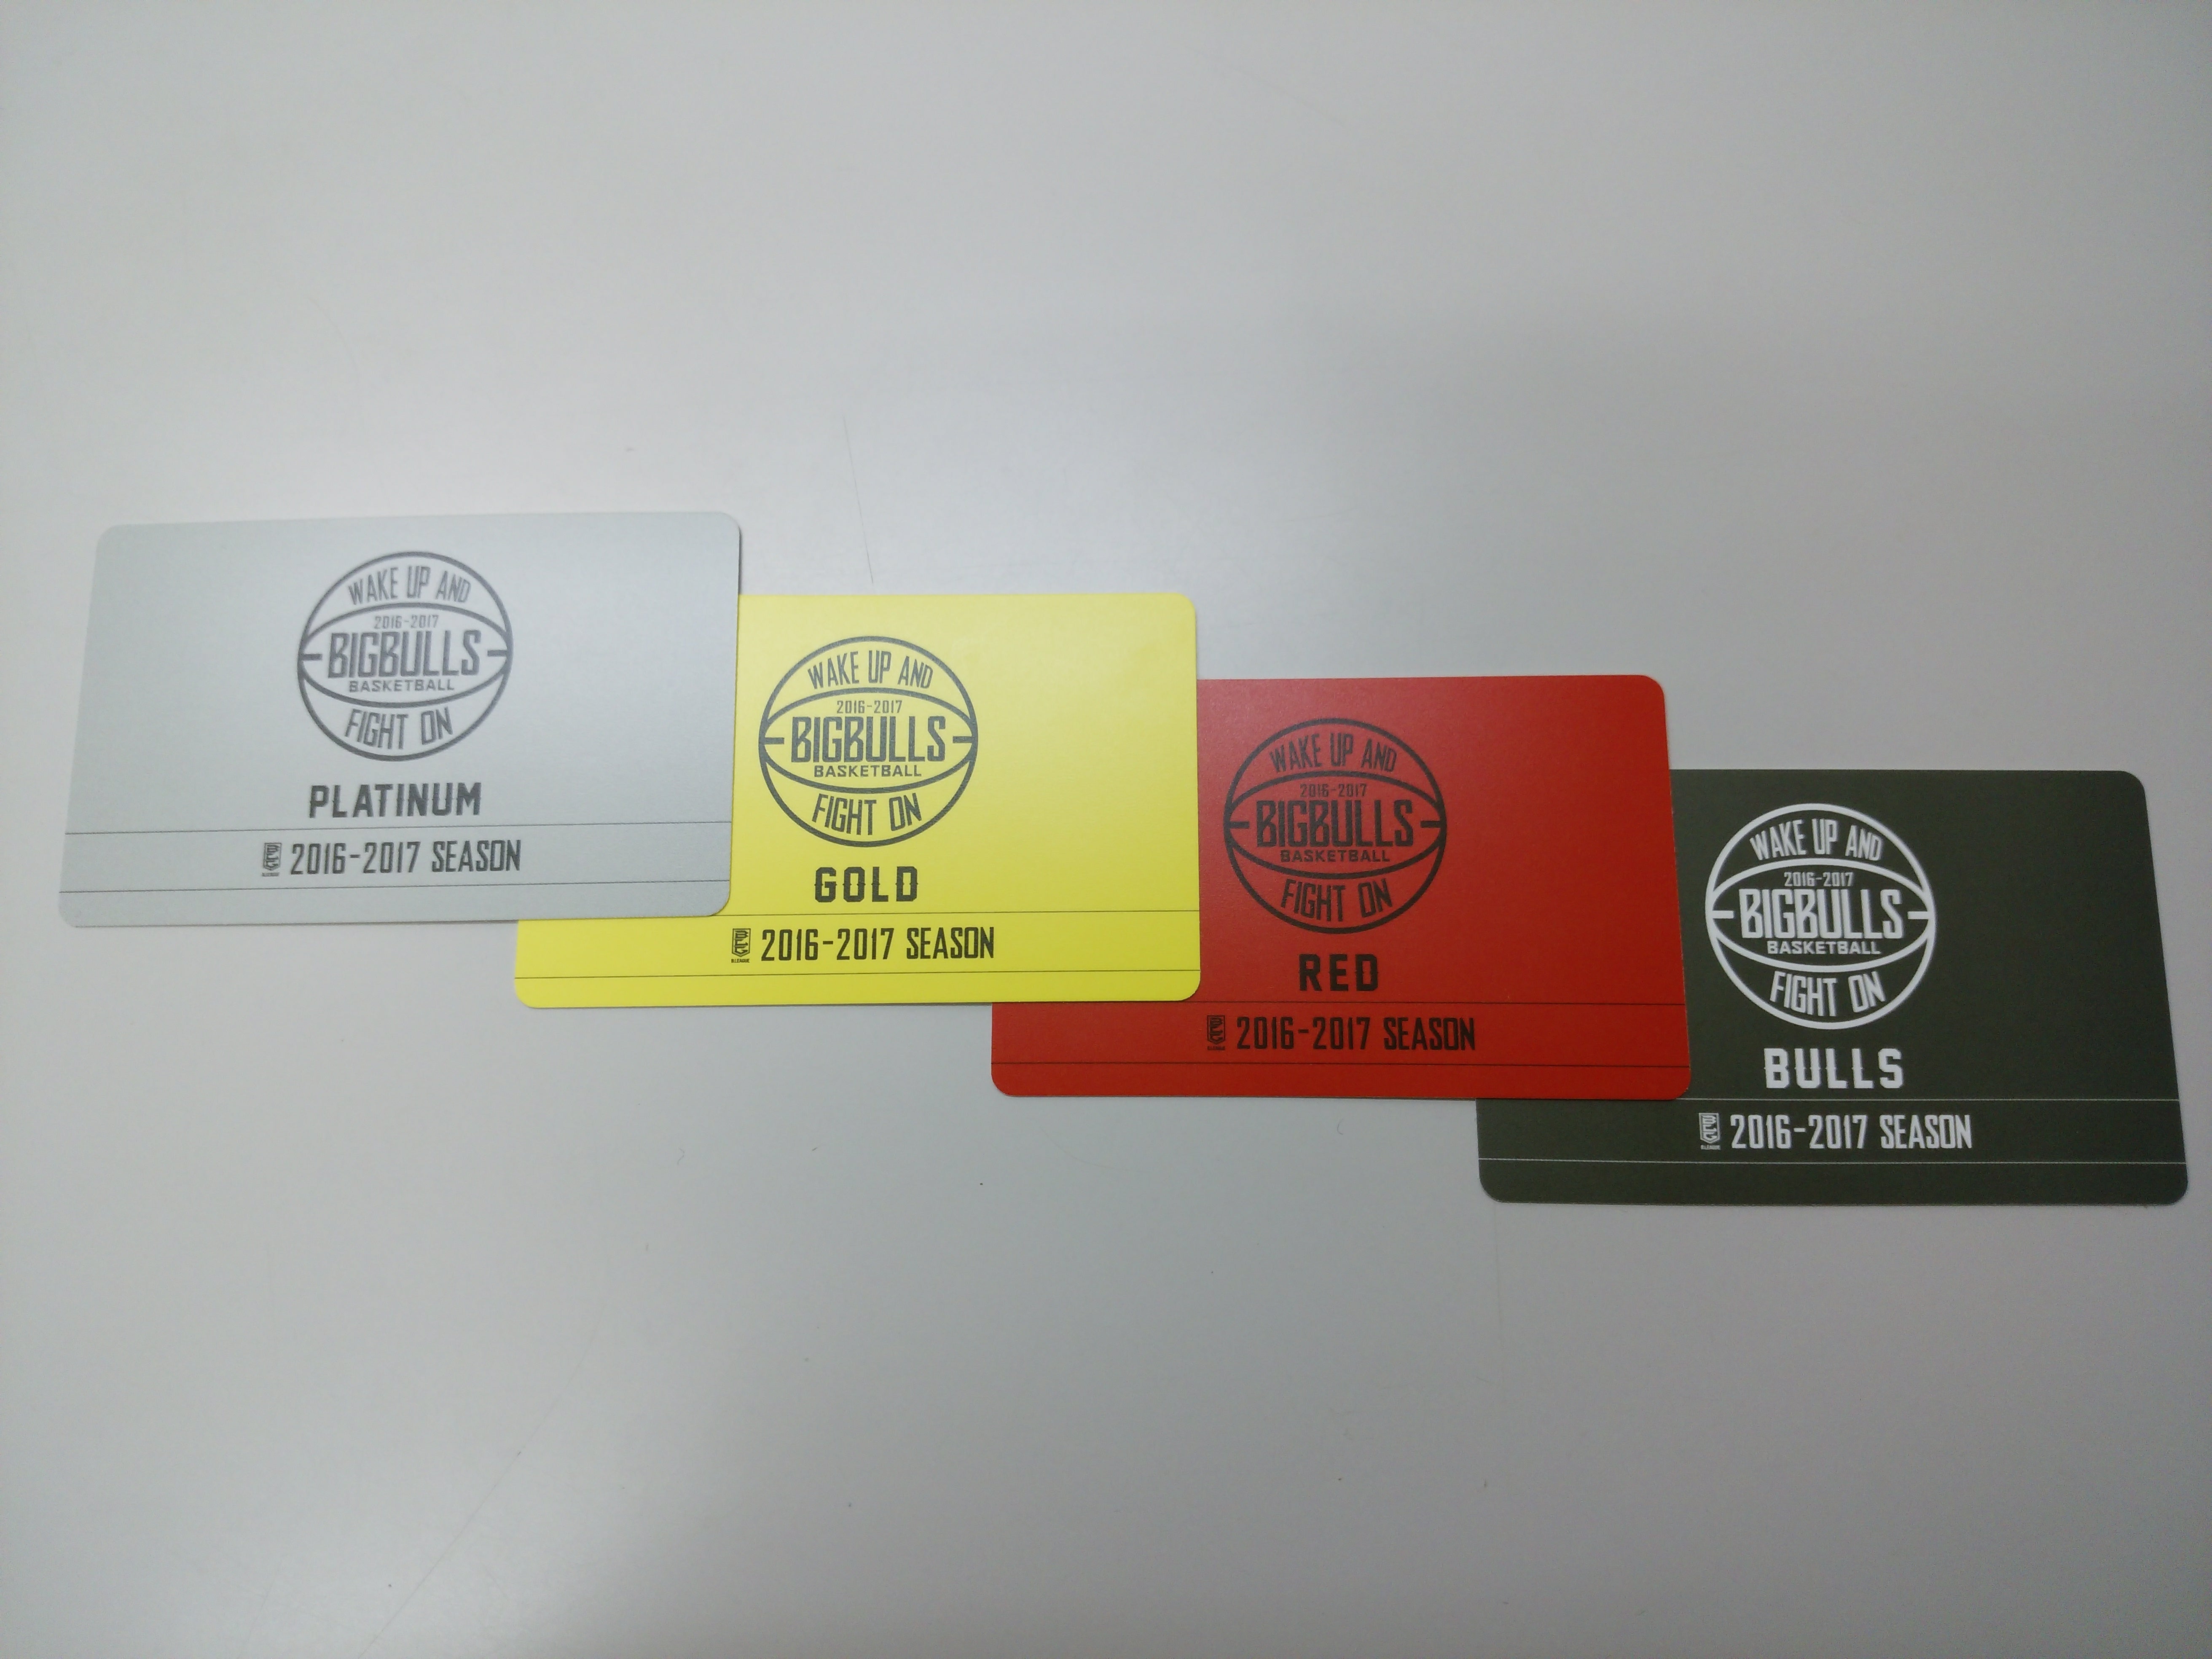 WAKE UP AND
2016-2017
BIGBULLS
BASKETBALL
FIGHT ON
PLATINUM
2016-2017 SEASON
WAKE UP AND
2016-2017
BIGBULLS
BASKETBALL
FIGHT ON
GOLD
B.LEAGUE
2016-2017 SEASON
WAKE UP AND
2016-2017
BIGBULLS
BASKETBALL
FIGHT ON
RED
2016-2017 SEASON
WAKE UP AND
2016-2017
BIGBULLS
BASKETBALL
FIGHT ON
BULLS
B.LEAGUE
2016-2017 SEASON